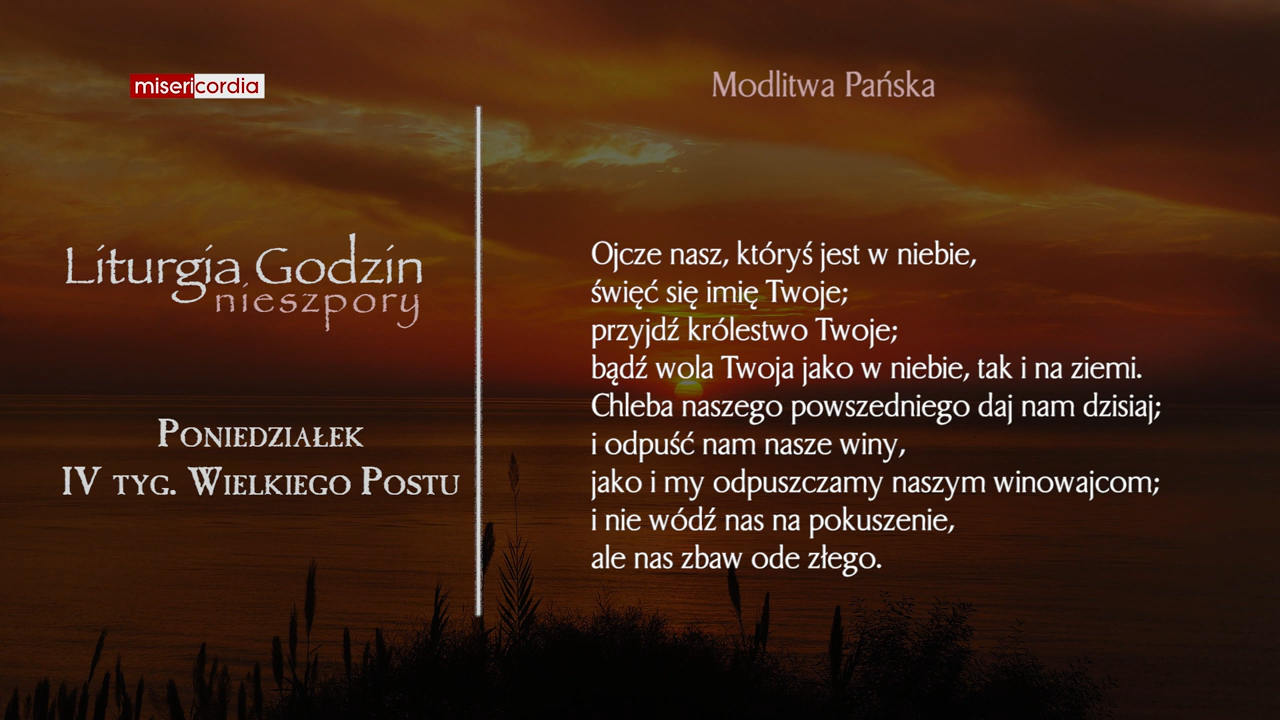 misericordia
Liturgia Godzin
nieszpory
Poniedziałek
IV tyg. Wielkiego Postu
Modlitwa Pańska
Ojcze nasz, któryś jest w niebie,
święć się imię Twoje;
przyjdź królestwo Twoje;
bądź wola Twoja jako w niebie, tak i na ziemi.
Chleba naszego powszedniego daj nam dzisiaj;
i odpuść nam nasze winy,
jako i my odpuszczamy naszym winowajcom;
i nie wódź nas na pokuszenie,
ale nas zbaw ode złego.